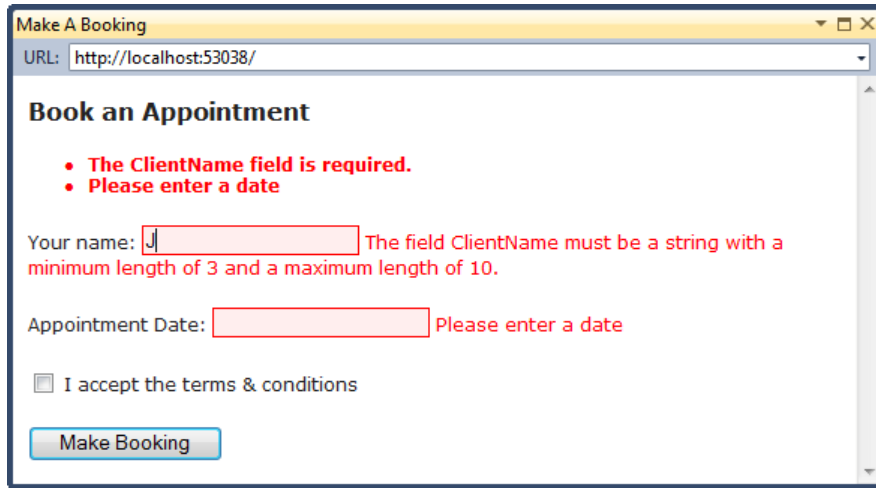 Make A Booking
URL: http://localhost:53038/
Book an Appointment
• The ClientName field is required.
• Please enter a date
Your name: J The field ClientName must be a string with a
minimum length of 3 and a maximum length of 10.
Appointment Date: Please enter a date
I accept the terms & conditions
Make Booking